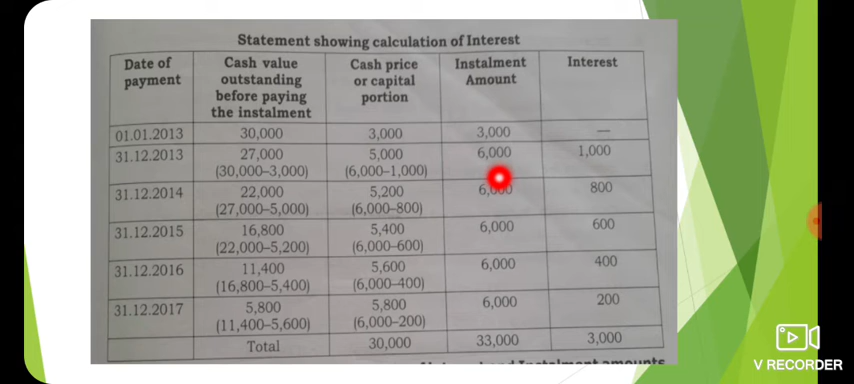 Statement showing calculation of Interest
Date of payment | Cash value outstanding before paying the instalment | Cash price or capital portion | Instalment Amount | Interest
01.01.2013 | 30,000 | 3,000 | 3,000 | —
31.12.2013 | 27,000 (30,000–3,000) | 5,000 (6,000–1,000) | 6,000 | 1,000
31.12.2014 | 22,000 (27,000–5,000) | 5,200 (6,000–800) | 6,000 | 800
31.12.2015 | 16,800 (22,000–5,200) | 5,400 (6,000–600) | 6,000 | 600
31.12.2016 | 11,400 (16,800–5,400) | 5,600 (6,000–400) | 6,000 | 400
31.12.2017 | 5,800 (11,400–5,600) | 5,800 (6,000–200) | 6,000 | 200
Total | 30,000 | 33,000 | 3,000
V RECORDER